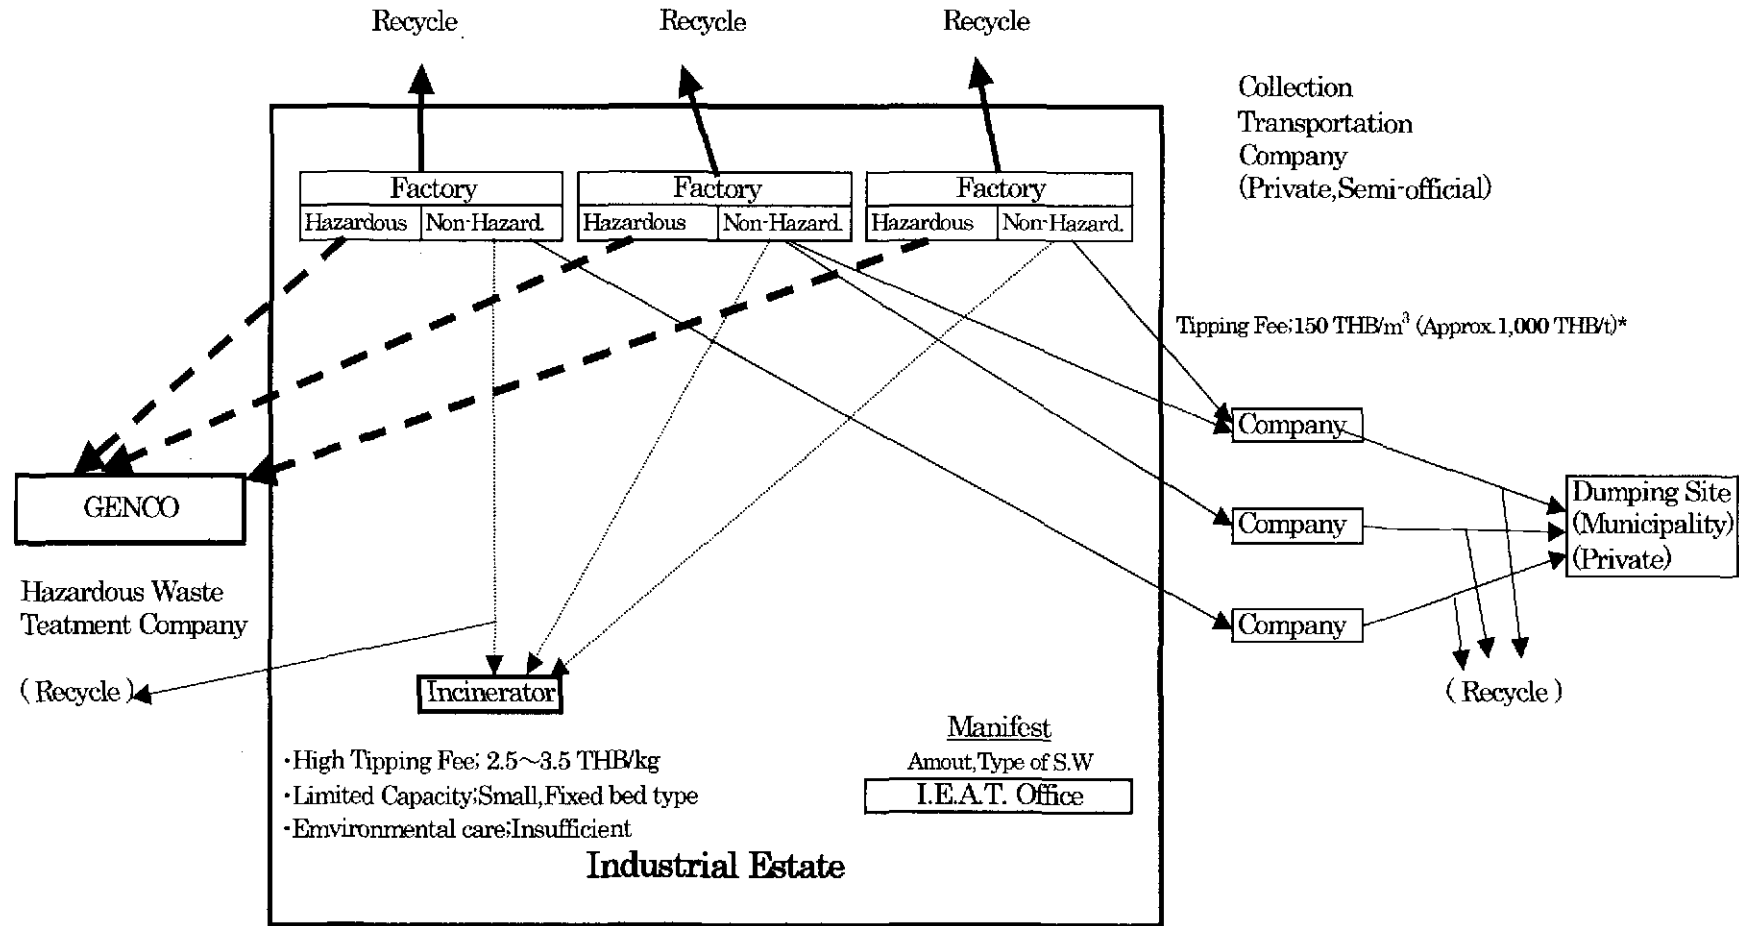 Recycle
Recycle
Recycle
Collection
Transportation
Company
(Private,Semi-official)
Factory
Hazardous
Non-Hazard.
Factory
Hazardous
Non-Hazard.
Factory
Hazardous
Non-Hazard.
Tipping Fee;150 THB/m³ (Approx.1,000 THB/t)*
Company
Company
Company
Dumping Site
(Municipality)
(Private)
( Recycle )
GENCO
Hazardous Waste
Teatment Company
( Recycle )
Incinerator
·High Tipping Fee; 2.5～3.5 THB/kg
·Limited Capacity;Small,Fixed bed type
·Emvironmental care;Insufficient
Manifest
Amout,Type of S.W
I.E.A.T. Office
Industrial Estate